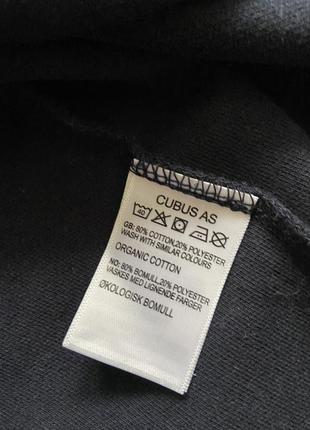 CUBUS AS
40
GB: 80% COTTON,20% POLYESTER
WASH WITH SIMILAR COLOURS
ORGANIC COTTON
NO: 80% BOMULL,20% POLYESTER
VASKES MED LIGNENDE FARGER
ØKOLOGISK BOMULL